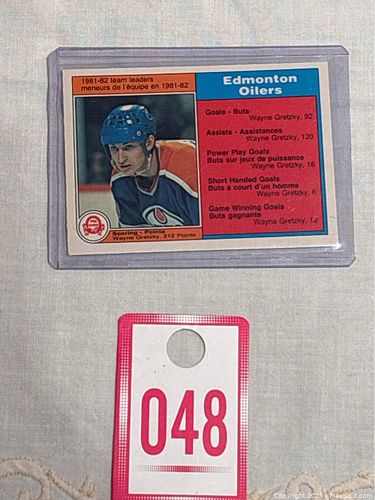 1981-82 team leaders
meneurs de l'équipe en 1981-82
Edmonton
Oilers
Goals - Buts
Wayne Gretzky, 92
Assists - Assistances
Wayne Gretzky, 120
Power Play Goals
Buts sur jeux de puissance
Wayne Gretzky, 18
Short Handed Goals
Buts à court d'un homme
Wayne Gretzky, 6
Game Winning Goals
Buts gagnants
Wayne Gretzky, 12
Scoring - Points
Wayne Gretzky, 212 Points
048